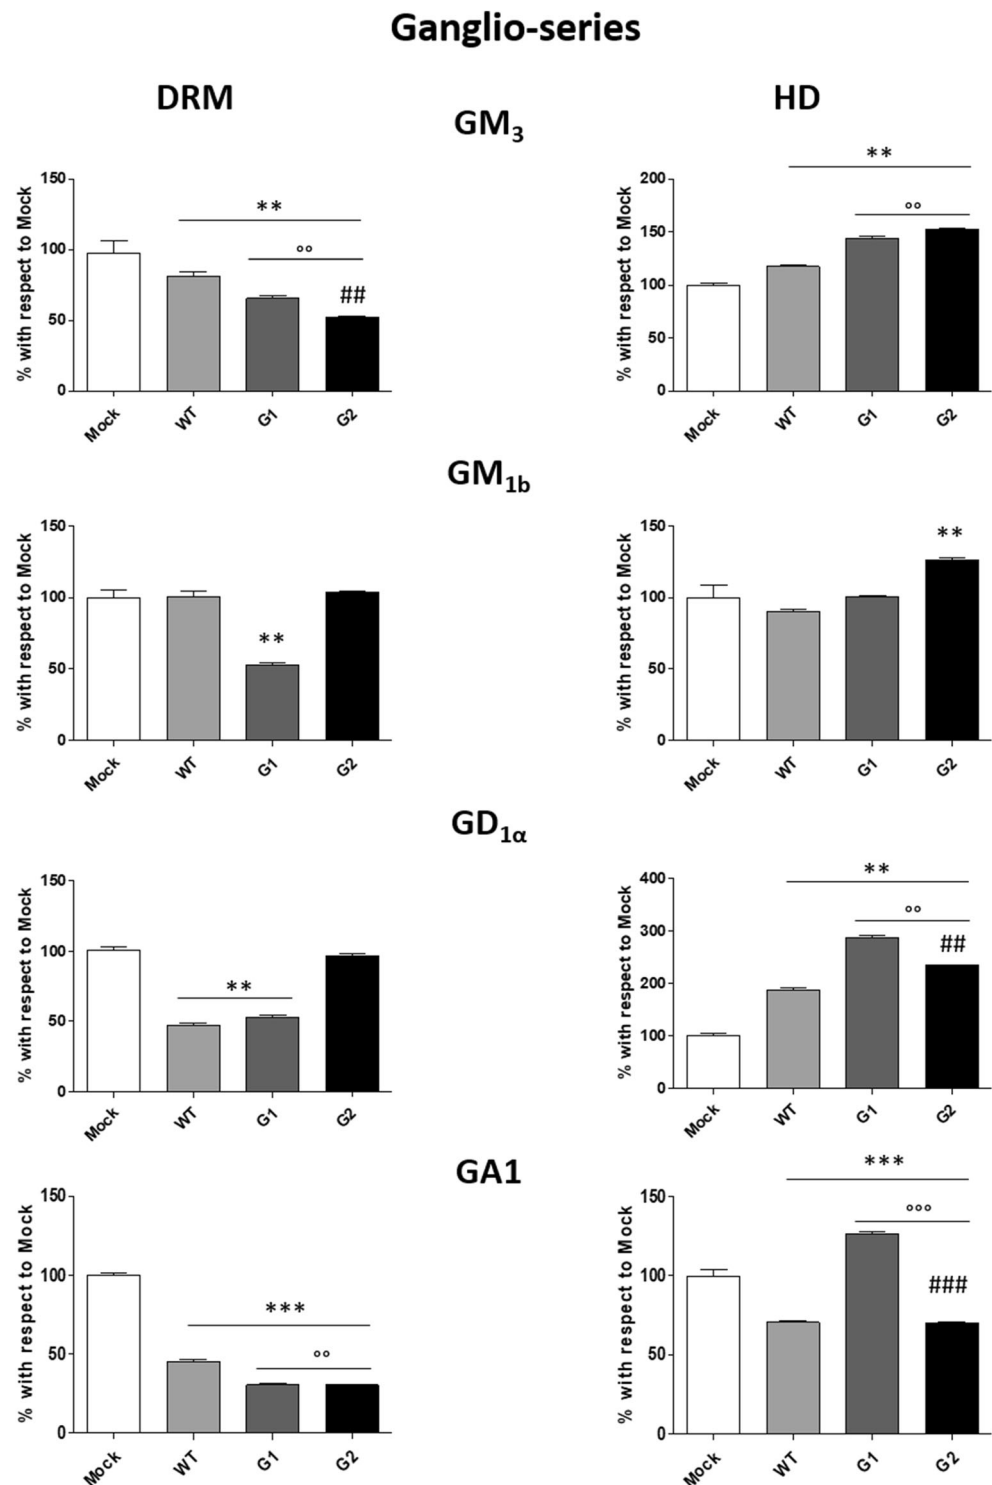 Ganglio-series
DRM
HD
GM3
% with respect to Mock
150
100
50
0
**
°°
##
Mock
WT
G1
G2
% with respect to Mock
200
150
100
50
0
**
°°
Mock
WT
G1
G2
GM1b
% with respect to Mock
150
100
50
0
**
Mock
WT
G1
G2
% with respect to Mock
150
100
50
0
**
Mock
WT
G1
G2
GD1α
% with respect to Mock
150
100
50
0
**
Mock
WT
G1
G2
% with respect to Mock
400
300
200
100
0
**
°°
##
Mock
WT
G1
G2
GA1
% with respect to Mock
150
100
50
0
***
°°
Mock
WT
G1
G2
% with respect to Mock
150
100
50
0
***
°°°
###
Mock
WT
G1
G2